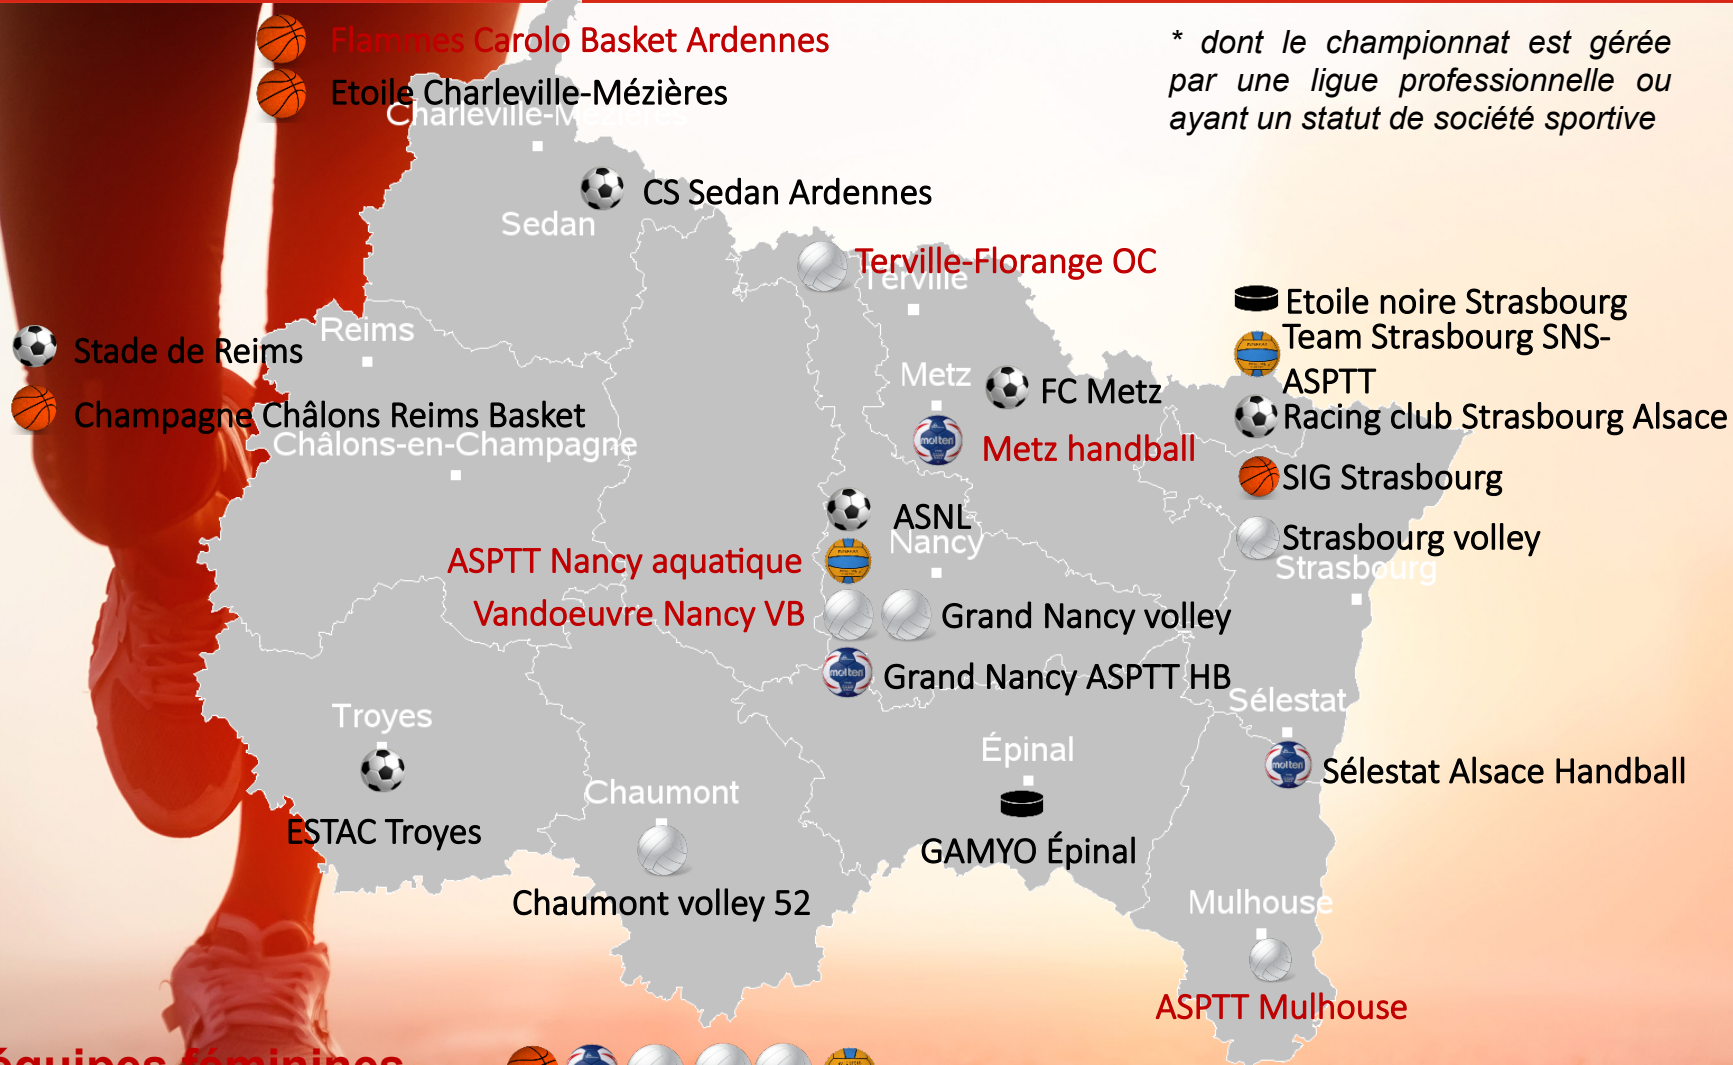 Flammes Carolo Basket Ardennes
Etoile Charleville-Mézières
Charleville-Mézières
* dont le championnat est gérée
par une ligue professionnelle ou
ayant un statut de société sportive
CS Sedan Ardennes
Sedan
Terville-Florange OC
Terville
Etoile noire Strasbourg
Team Strasbourg SNS-
ASPTT
Racing club Strasbourg Alsace
SIG Strasbourg
Strasbourg volley
Strasbourg
Reims
Stade de Reims
Champagne Châlons Reims Basket
Châlons-en-Champagne
Metz
FC Metz
molten
Metz handball
ASNL
Nancy
ASPTT Nancy aquatique
Vandoeuvre Nancy VB
Grand Nancy volley
molten
Grand Nancy ASPTT HB
Sélestat
molten
Sélestat Alsace Handball
Troyes
ESTAC Troyes
Chaumont
Chaumont volley 52
Épinal
GAMYO Épinal
Mulhouse
ASPTT Mulhouse
équipes féminines